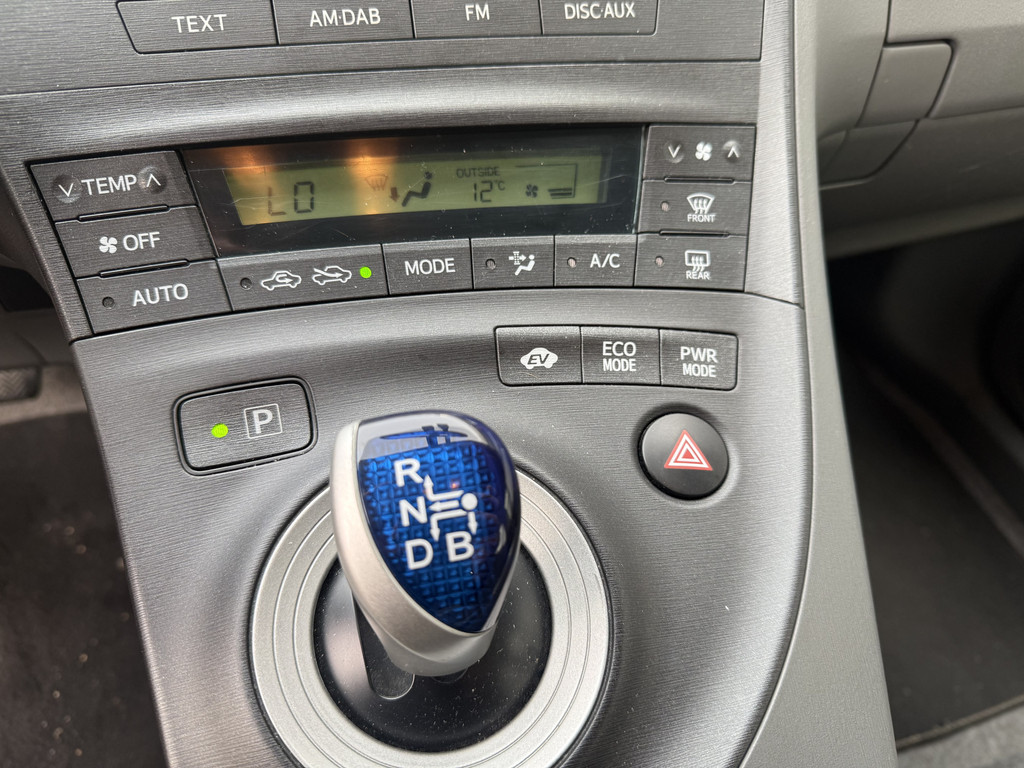 TEXT
AM·DAB
FM
DISC·AUX
TEMP
LO
OUTSIDE
12°C
OFF
FRONT
AUTO
MODE
A/C
REAR
EV
ECO
MODE
PWR
MODE
P
R
N
D B